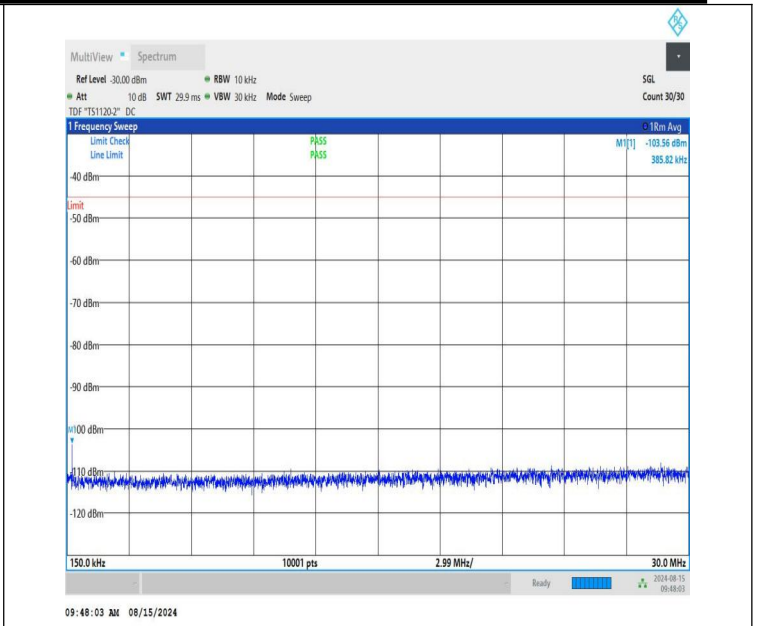 R S
MultiView Spectrum
Ref Level -30.00 dBm RBW 10 kHz SGL
Att 10 dB SWT 29.9 ms VBW 30 kHz Mode Sweep Count 30/30
TDF "TS1120-2" DC
1 Frequency Sweep 1Rm Avg
Limit Check PASS M1[1] -103.56 dBm
Line Limit PASS 385.82 kHz
-40 dBm
Limit
-50 dBm
-60 dBm
-70 dBm
-80 dBm
-90 dBm
M1
-100 dBm
-110 dBm
-120 dBm
150.0 kHz 10001 pts 2.99 MHz/ 30.0 MHz
Ready 2024-08-15
09:48:03
09:48:03 AM 08/15/2024